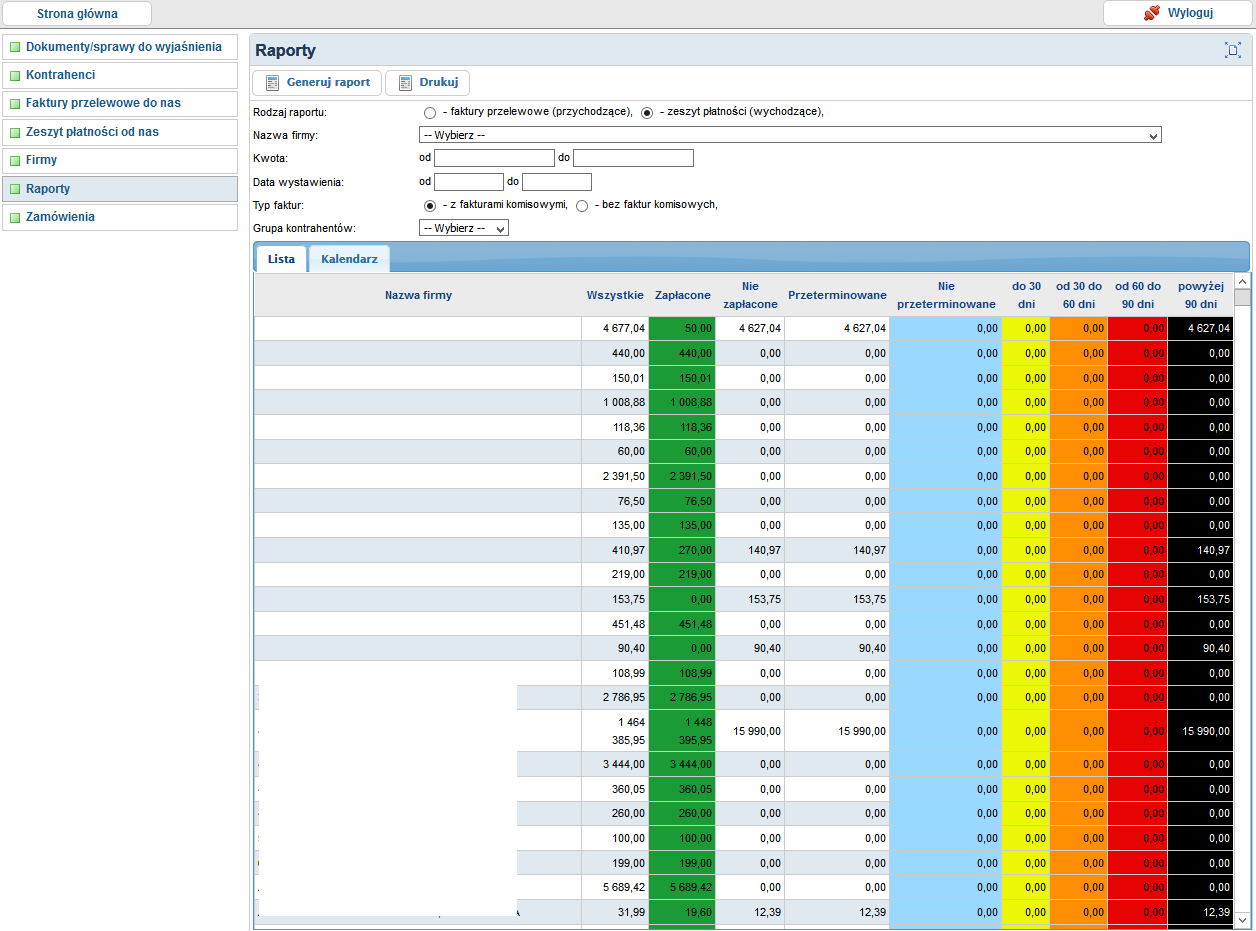 Strona główna
Wyloguj
Dokumenty/sprawy do wyjaśnienia
Kontrahenci
Faktury przelewowe do nas
Zeszyt płatności od nas
Firmy
Raporty
Zamówienia
Raporty
Generuj raport Drukuj
Rodzaj raportu: - faktury przelewowe (przychodzące), - zeszyt płatności (wychodzące),
Nazwa firmy: -- Wybierz --
Kwota: od do
Data wystawienia: od do
Typ faktur: - z fakturami komisowymi, - bez faktur komisowych,
Grupa kontrahentów: -- Wybierz --
Lista Kalendarz
Nazwa firmy Wszystkie Zapłacone Nie zapłacone Przeterminowane Nie przeterminowane do 30 dni od 30 do 60 dni od 60 do 90 dni powyżej 90 dni
4 677,04 50,00 4 627,04 4 627,04 0,00 0,00 0,00 0,00 4 627,04
440,00 440,00 0,00 0,00 0,00 0,00 0,00 0,00 0,00
150,01 150,01 0,00 0,00 0,00 0,00 0,00 0,00 0,00
1 008,88 1 008,88 0,00 0,00 0,00 0,00 0,00 0,00 0,00
118,36 118,36 0,00 0,00 0,00 0,00 0,00 0,00 0,00
60,00 60,00 0,00 0,00 0,00 0,00 0,00 0,00 0,00
2 391,50 2 391,50 0,00 0,00 0,00 0,00 0,00 0,00 0,00
76,50 76,50 0,00 0,00 0,00 0,00 0,00 0,00 0,00
135,00 135,00 0,00 0,00 0,00 0,00 0,00 0,00 0,00
410,97 270,00 140,97 140,97 0,00 0,00 0,00 0,00 140,97
219,00 219,00 0,00 0,00 0,00 0,00 0,00 0,00 0,00
153,75 0,00 153,75 153,75 0,00 0,00 0,00 0,00 153,75
451,48 451,48 0,00 0,00 0,00 0,00 0,00 0,00 0,00
90,40 0,00 90,40 90,40 0,00 0,00 0,00 0,00 90,40
108,99 108,99 0,00 0,00 0,00 0,00 0,00 0,00 0,00
2 786,95 2 786,95 0,00 0,00 0,00 0,00 0,00 0,00 0,00
1 464 385,95 1 448 395,95 15 990,00 15 990,00 0,00 0,00 0,00 0,00 15 990,00
3 444,00 3 444,00 0,00 0,00 0,00 0,00 0,00 0,00 0,00
360,05 360,05 0,00 0,00 0,00 0,00 0,00 0,00 0,00
260,00 260,00 0,00 0,00 0,00 0,00 0,00 0,00 0,00
100,00 100,00 0,00 0,00 0,00 0,00 0,00 0,00 0,00
199,00 199,00 0,00 0,00 0,00 0,00 0,00 0,00 0,00
5 689,42 5 689,42 0,00 0,00 0,00 0,00 0,00 0,00 0,00
31,99 19,60 12,39 12,39 0,00 0,00 0,00 0,00 12,39